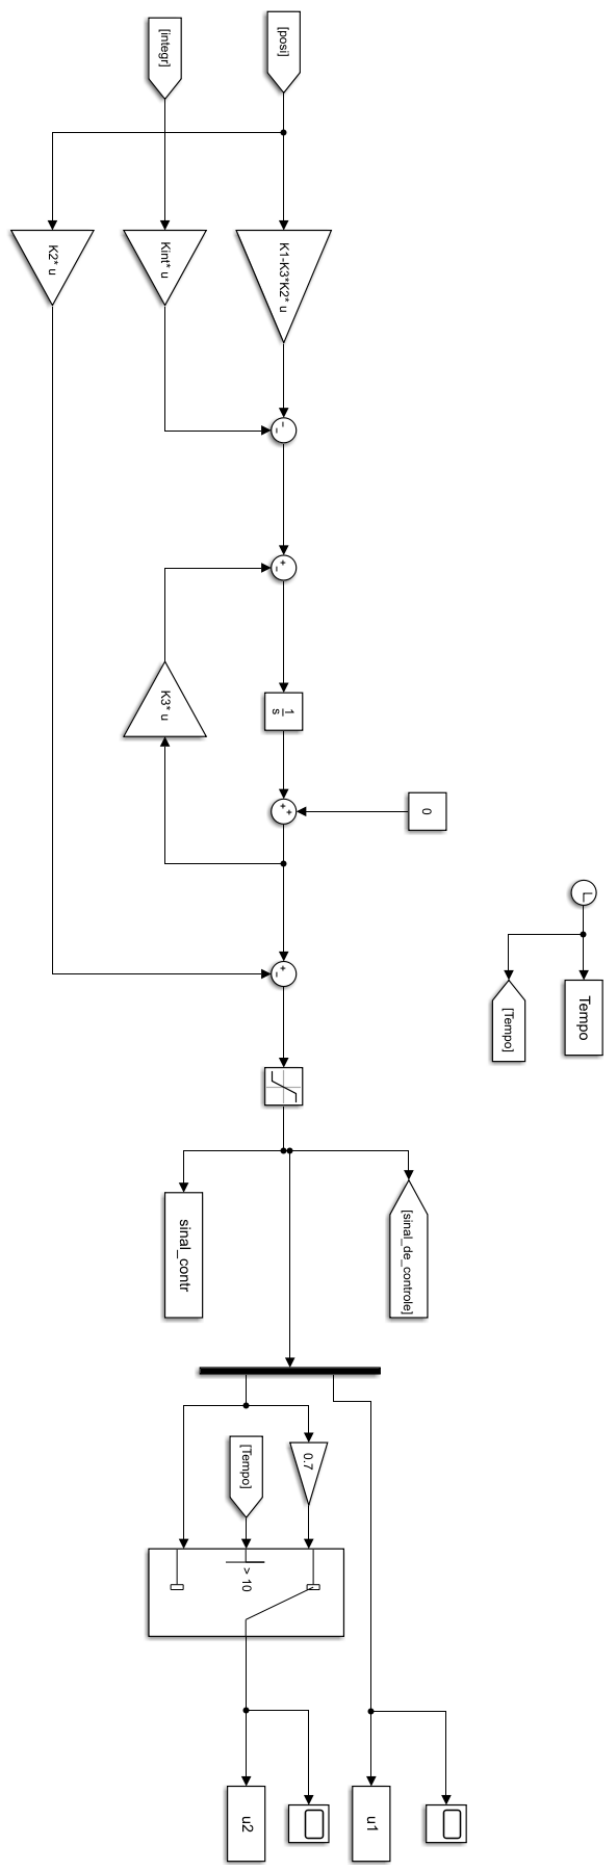 [posi]
[integr]
K1-K3*K2* u
Kint* u
K2* u
-
-
+
-
K3* u
1
s
+
+
0
+
-
Tempo
[Tempo]
[sinal_de_controle]
sinal_contr
0.7
[Tempo]
> 10
u1
u2